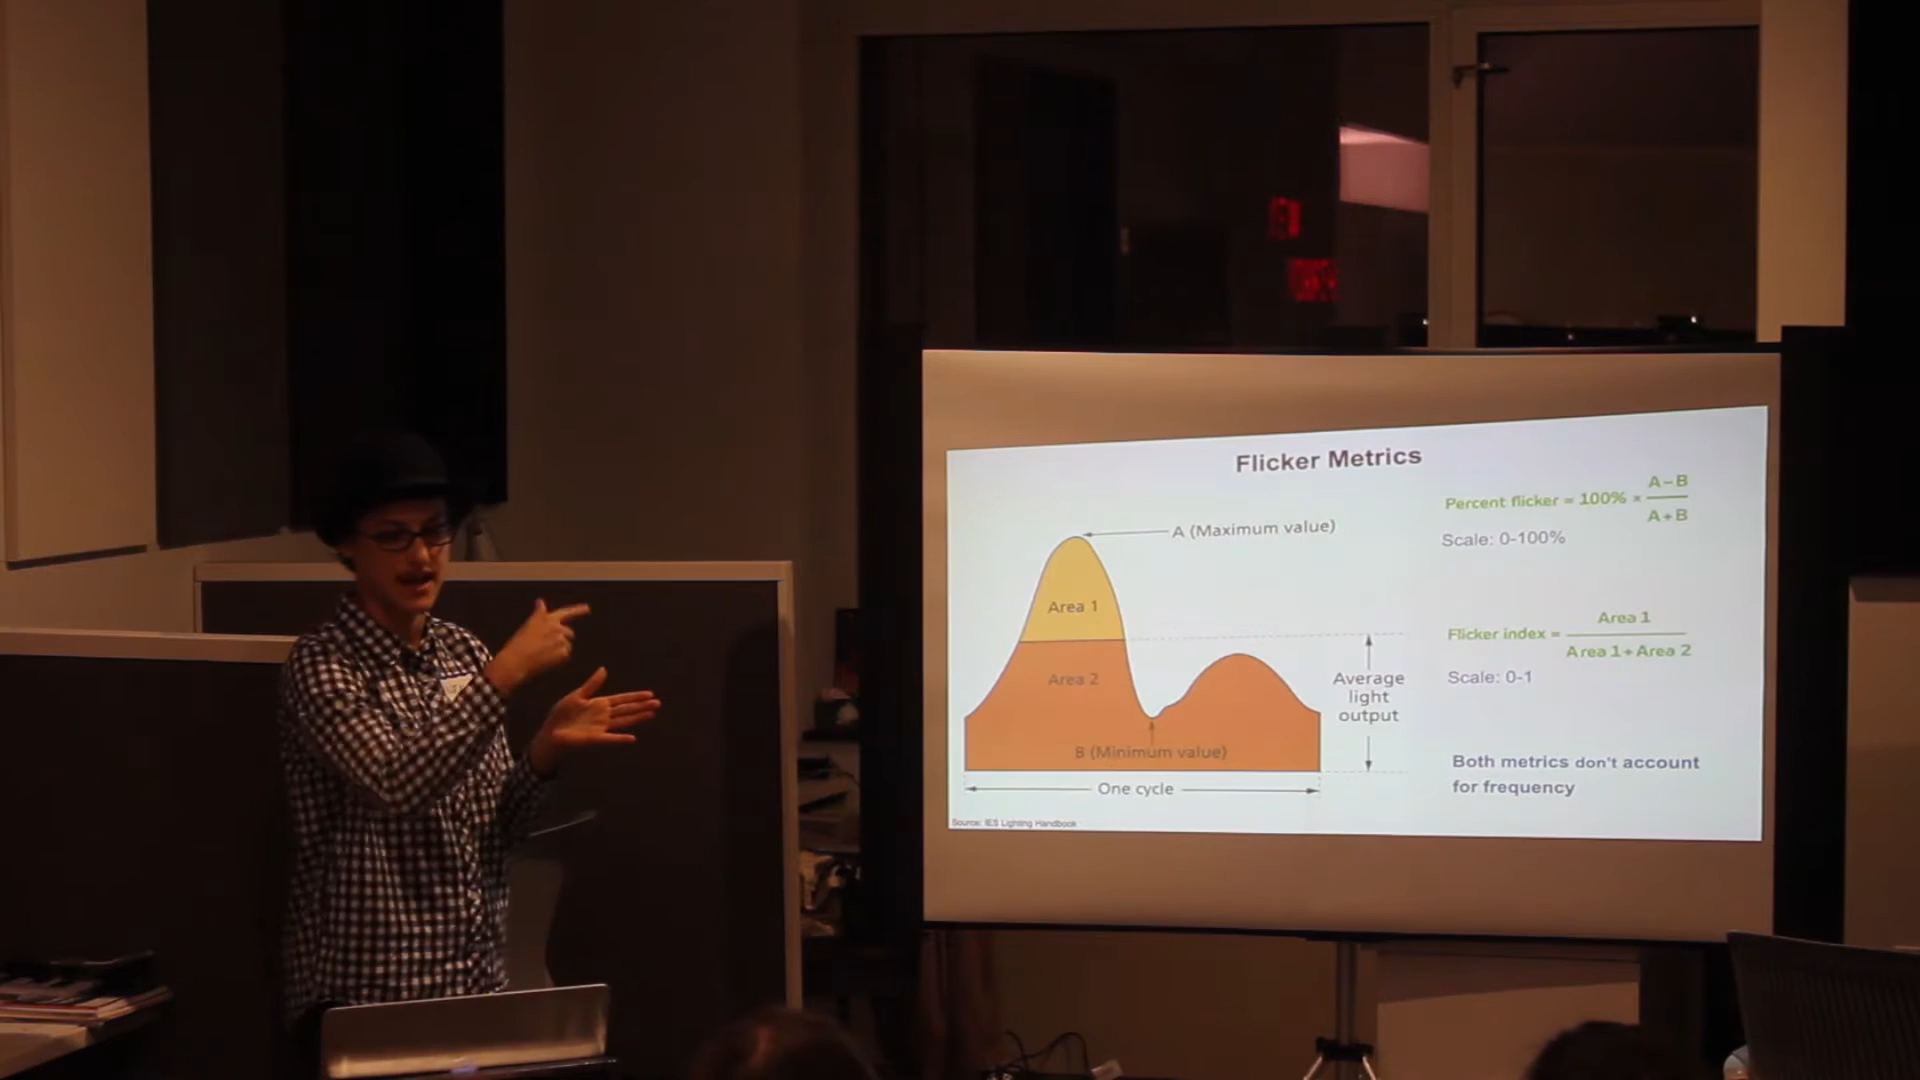 Flicker Metrics
A (Maximum value)
Area 1
Area 2
B (Minimum value)
One cycle
Average
light
output
Source: IES Lighting Handbook
Percent flicker = 100% × A-B
A+B
Scale: 0-100%
Flicker index = Area 1
Area 1+Area 2
Scale: 0-1
Both metrics don't account
for frequency